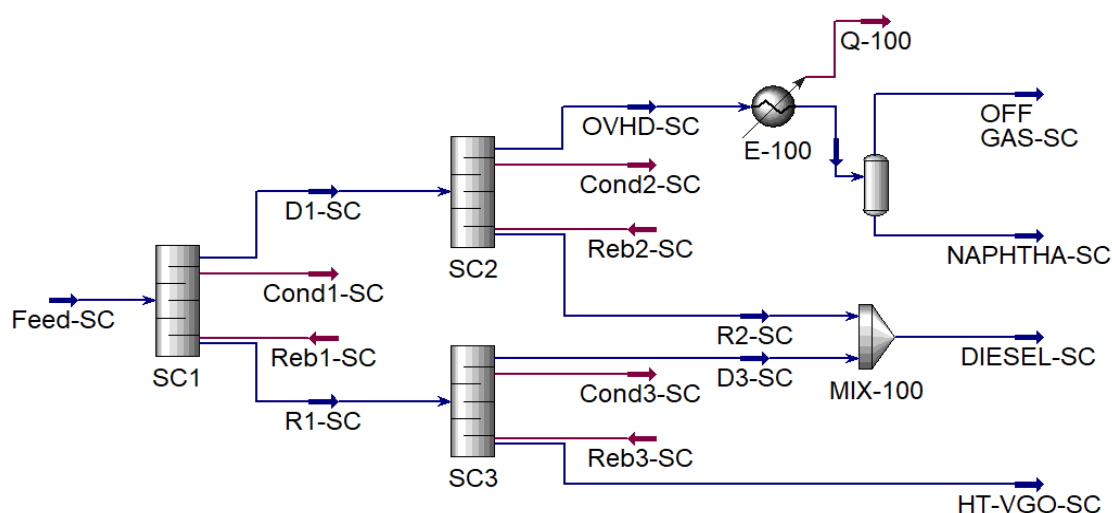 Q-100
OVHD-SC
E-100
OFF
GAS-SC
Cond2-SC
D1-SC
Reb2-SC
SC2
NAPHTHA-SC
Cond1-SC
Feed-SC
R2-SC
Reb1-SC
SC1
DIESEL-SC
D3-SC
MIX-100
Cond3-SC
R1-SC
Reb3-SC
SC3
HT-VGO-SC